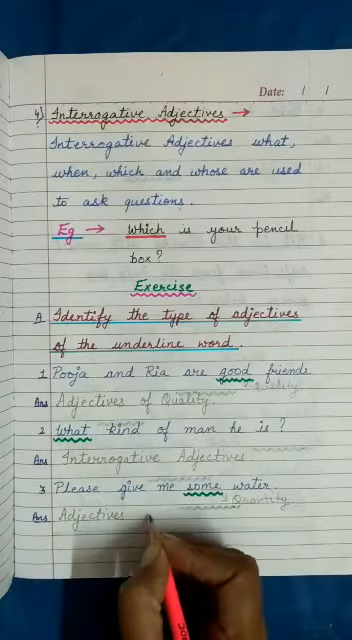 Date: / /
4) Interrogative Adjectives →
Interrogative Adjectives what,
when, which and whose are used
to ask questions.
Eg → Which is your pencil
box?
Exercise
A Identify the type of adjectives
of the underline word.
1 Pooja and Ria are good friends.
Quality
Ans Adjectives of Quality.
2 What kind of man he is?
Ans Interrogative Adjectives
3 Please give me some water.
Quantity
Ans Adjectives